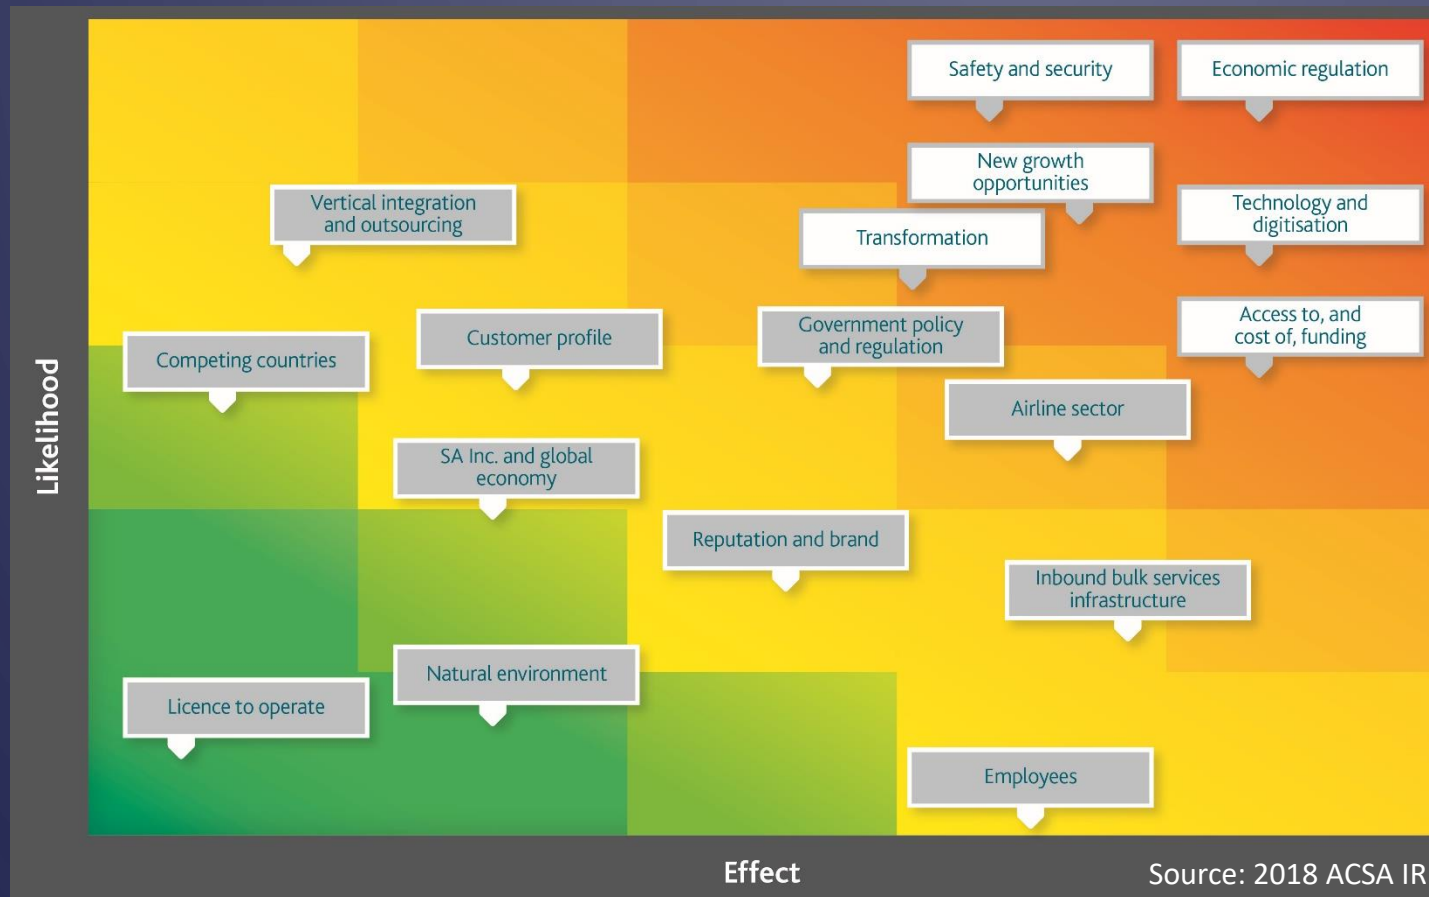 Safety and security
Economic regulation
New growth
opportunities
Vertical integration
and outsourcing
Technology and
digitisation
Transformation
Access to, and
cost of, funding
Government policy
and regulation
Customer profile
Competing countries
Airline sector
Likelihood
SA Inc. and global
economy
Reputation and brand
Inbound bulk services
infrastructure
Natural environment
Licence to operate
Employees
Effect
Source: 2018 ACSA IR